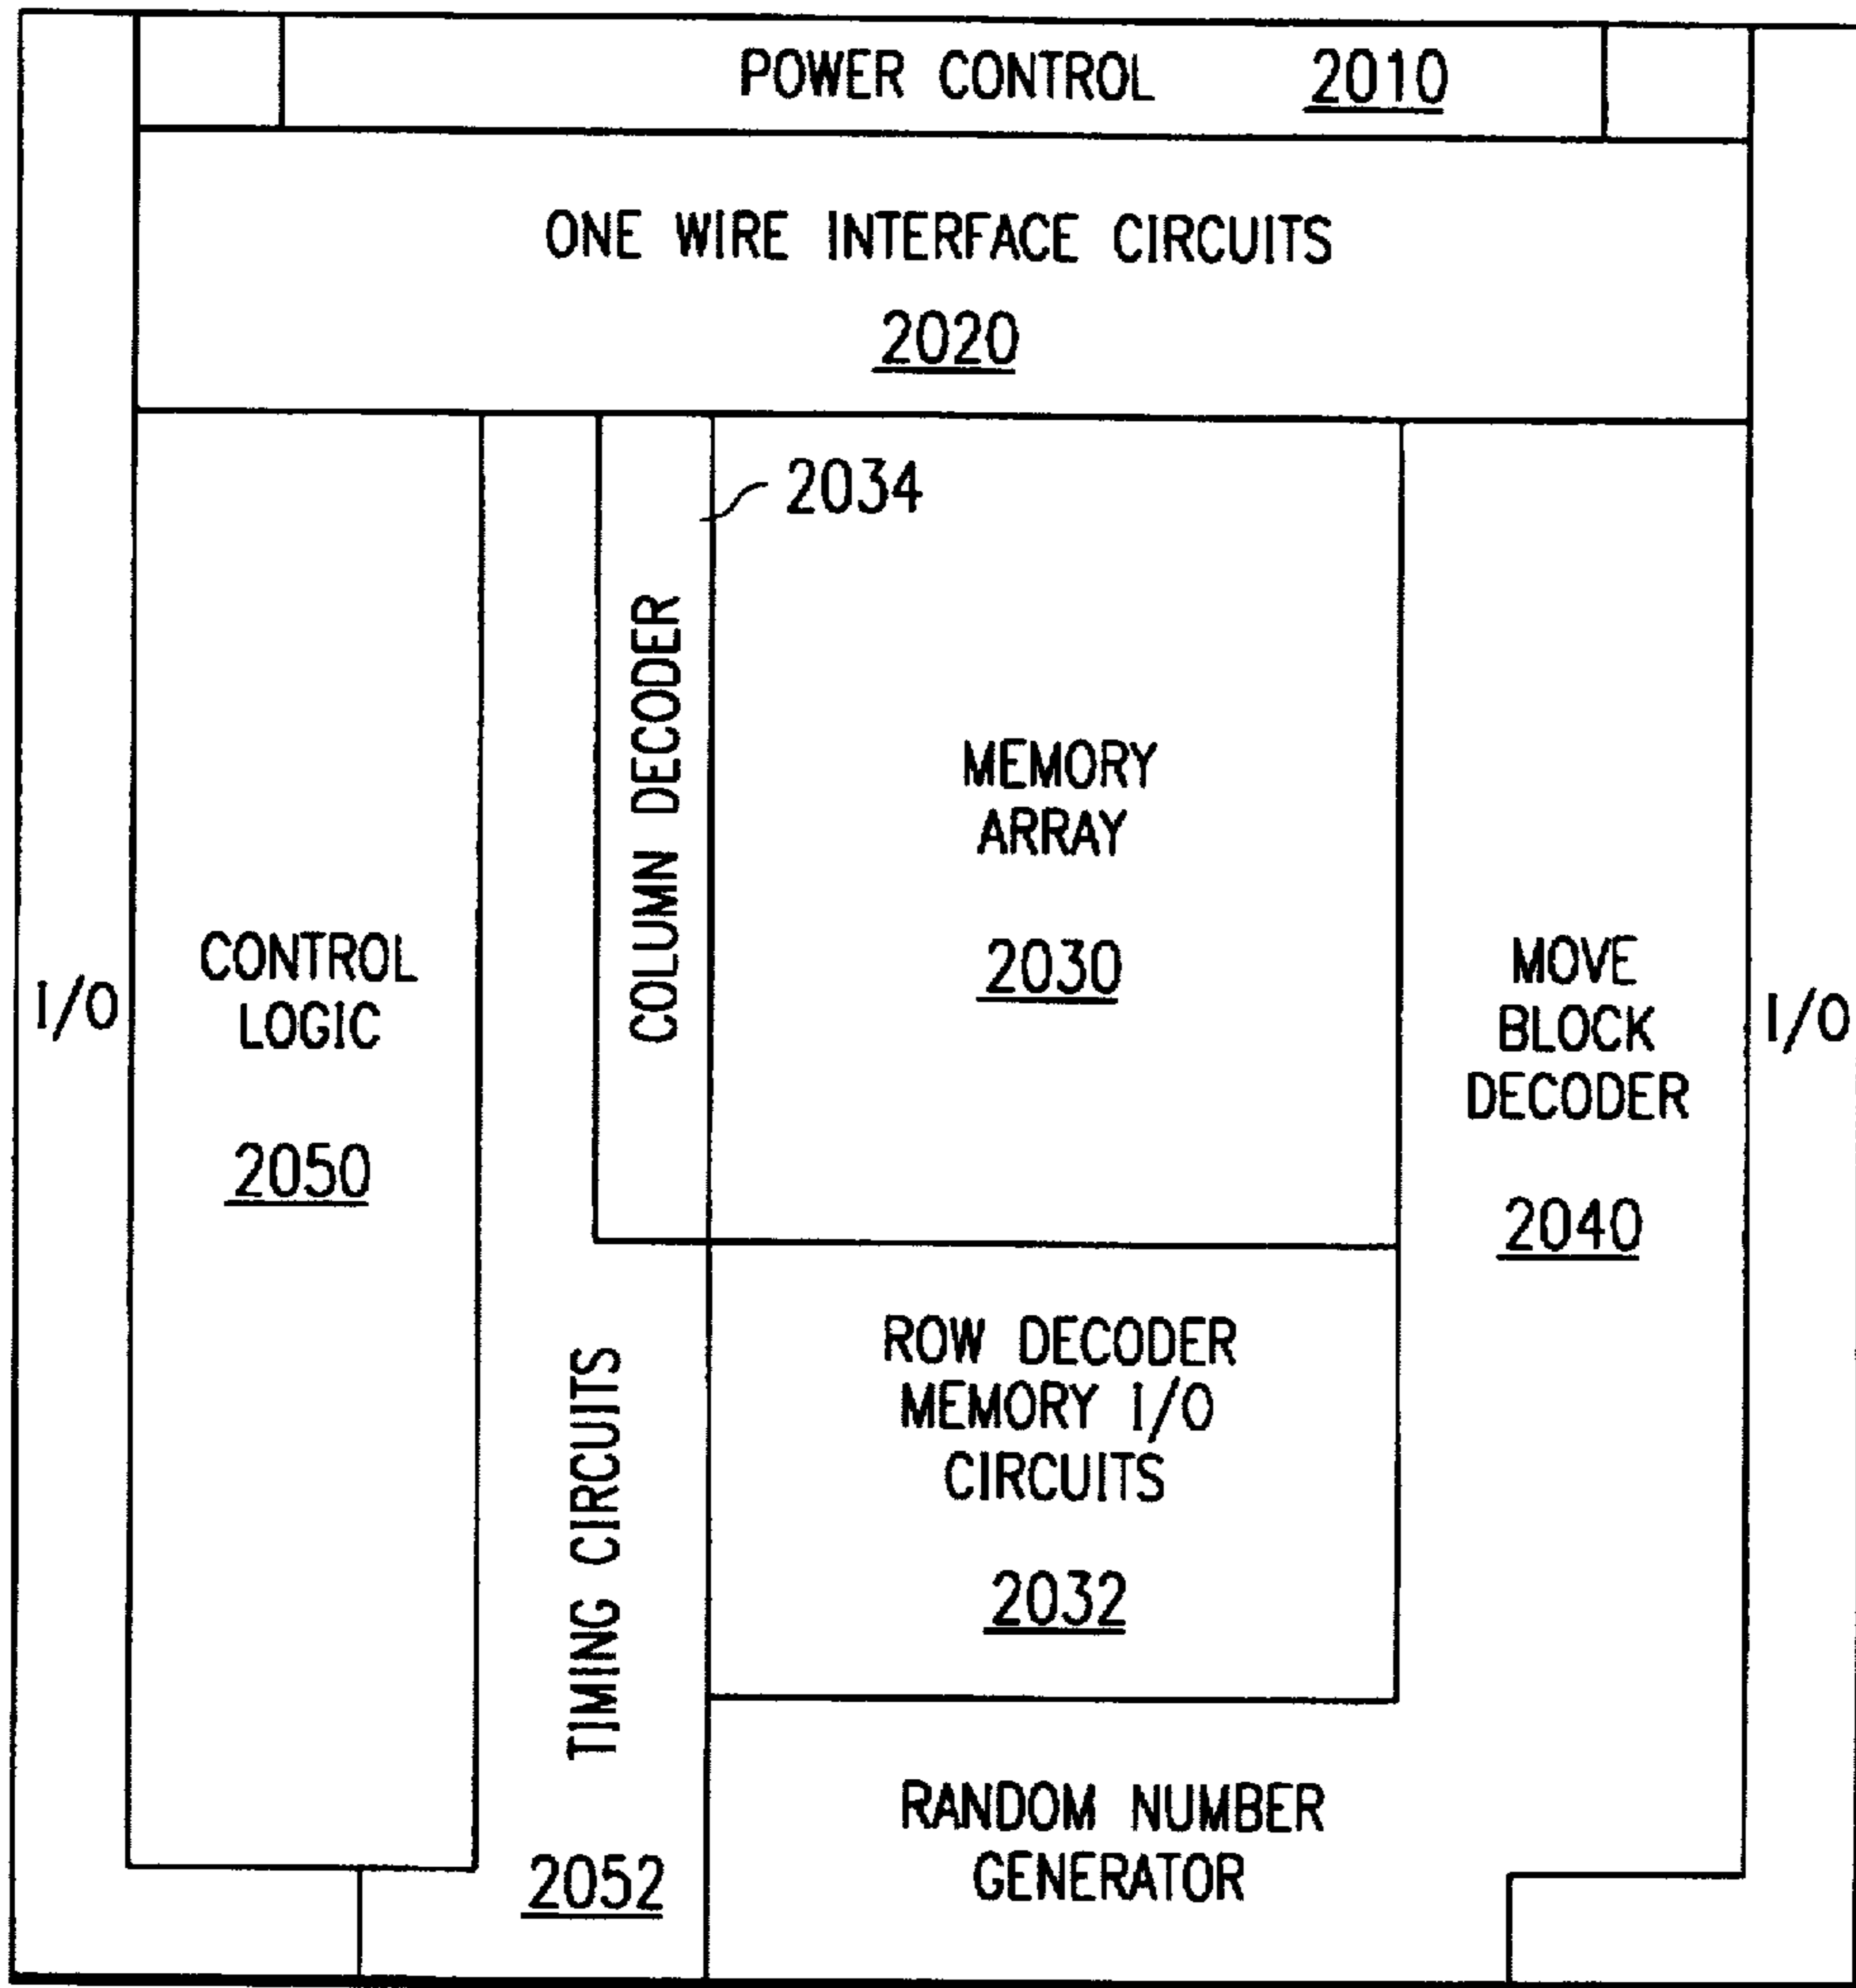 POWER CONTROL 2010
ONE WIRE INTERFACE CIRCUITS
2020
2034
COLUMN DECODER
MEMORY
ARRAY
2030
I/O
CONTROL
LOGIC
2050
MOVE
BLOCK
DECODER
2040
I/O
ROW DECODER
MEMORY I/O
CIRCUITS
2032
TIMING CIRCUITS
2052
RANDOM NUMBER
GENERATOR